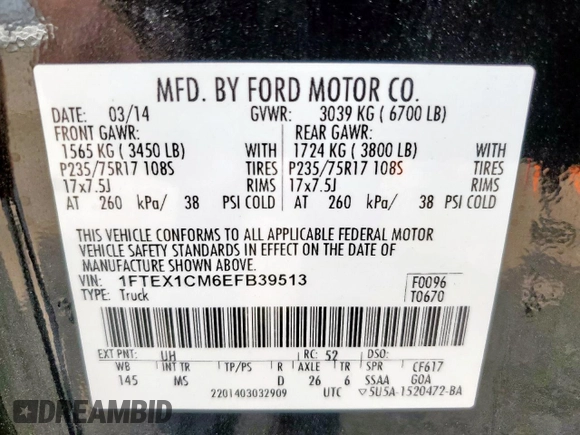 MFD. BY FORD MOTOR CO.
DATE: 03/14 GVWR: 3039 KG ( 6700 LB)
FRONT GAWR: REAR GAWR:
1565 KG ( 3450 LB) WITH 1724 KG ( 3800 LB) WITH
P235/75R17 108S TIRES P235/75R17 108S TIRES
17x7.5J RIMS 17x7.5J RIMS
AT 260 kPa/ 38 PSI COLD AT 260 kPa/ 38 PSI COLD
THIS VEHICLE CONFORMS TO ALL APPLICABLE FEDERAL MOTOR
VEHICLE SAFETY STANDARDS IN EFFECT ON THE DATE OF
MANUFACTURE SHOWN ABOVE.
VIN: 1FTEX1CM6EFB39513 F0096
TYPE: Truck T0670
EXT PNT: UH RC: 52 DSO:
WB INT TR TP/PS R AXLE TR SPR CF617
145 MS D 26 6 SSAA GOA
2201403032909 UTC ▽5U5A-1520472-BA
AUTOHELPERBOT.COM